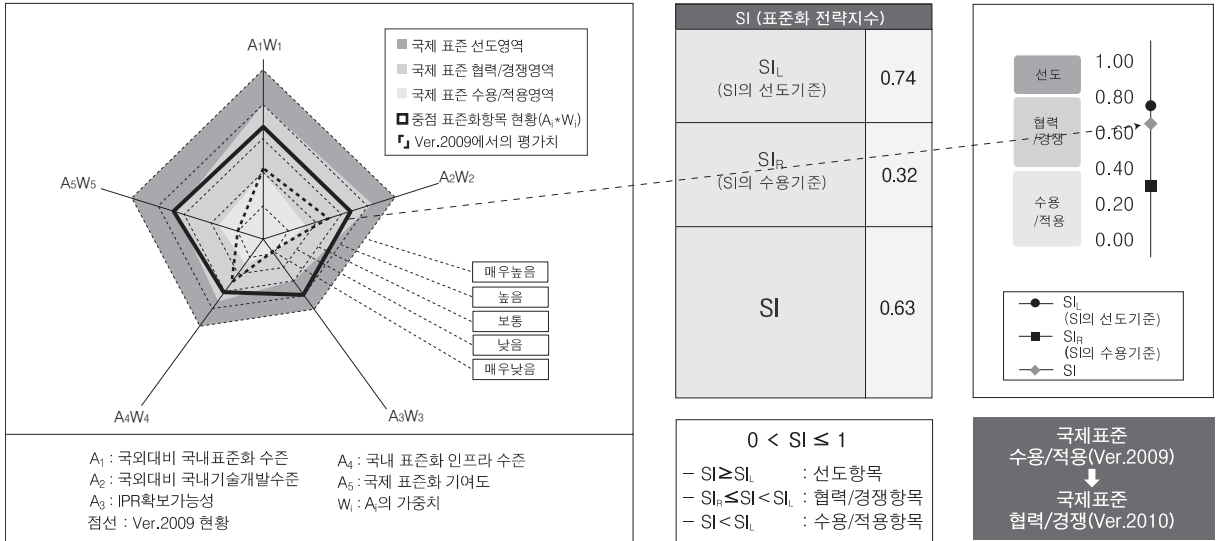 A₁W₁
A₂W₂
A₃W₃
A₄W₄
A₅W₅
국제 표준 선도영역
국제 표준 협력/경쟁영역
국제 표준 수용/적용영역
중점 표준화항목 현황(Aᵢ*Wᵢ)
Ver.2009에서의 평가치
매우높음
높음
보통
낮음
매우낮음
A₁ : 국외대비 국내표준화 수준
A₂ : 국외대비 국내기술개발수준
A₃ : IPR확보가능성
점선 : Ver.2009 현황
A₄ : 국내 표준화 인프라 수준
A₅ : 국제 표준화 기여도
Wᵢ : Aᵢ의 가중치
SI (표준화 전략지수)
SI_L
(SI의 선도기준)
0.74
SI_R
(SI의 수용기준)
0.32
SI
0.63
0 < SI ≤ 1
– SI≥SI_L : 선도항목
– SI_R≤SI<SI_L : 협력/경쟁항목
– SI<SI_L : 수용/적용항목
선도
협력
/경쟁
수용
/적용
1.00
0.80
0.60
0.40
0.20
0.00
SI_L
(SI의 선도기준)
SI_R
(SI의 수용기준)
SI
국제표준
수용/적용(Ver.2009)
국제표준
협력/경쟁(Ver.2010)